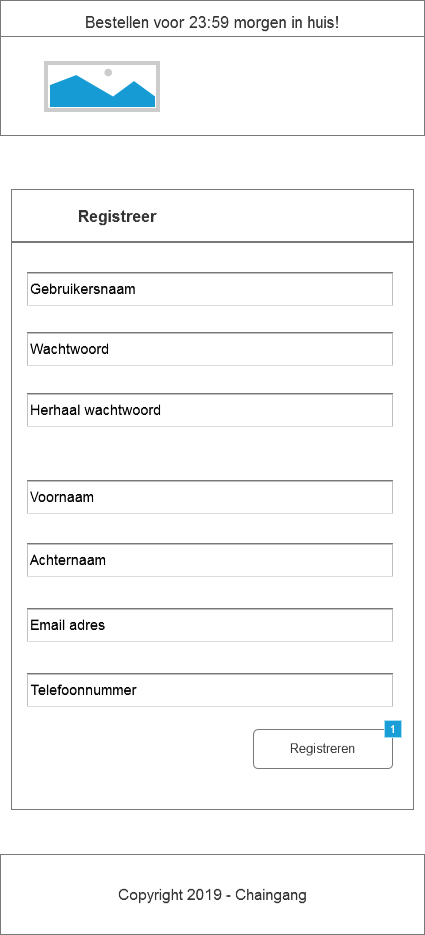 Bestellen voor 23:59 morgen in huis!
Registreer
Gebruikersnaam
Wachtwoord
Herhaal wachtwoord
Voornaam
Achternaam
Email adres
Telefoonnummer
1
Registreren
Copyright 2019 - Chaingang